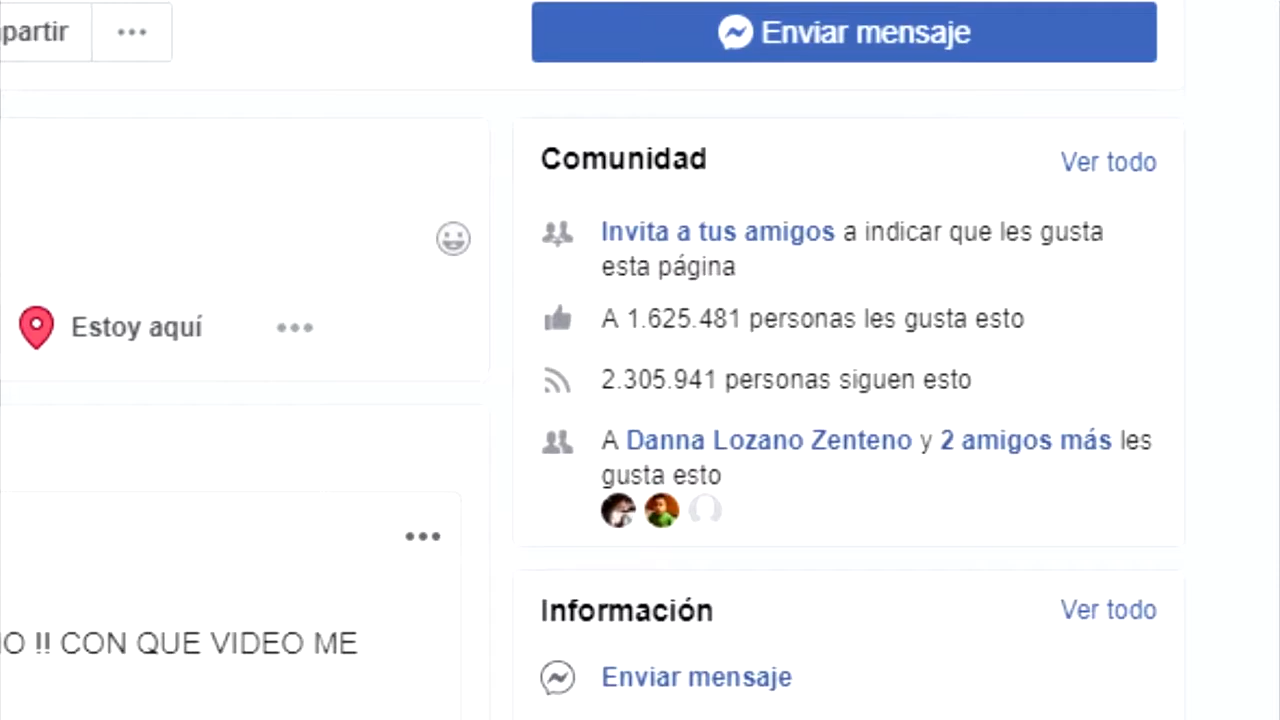 partir
Enviar mensaje
Comunidad
Ver todo
Invita a tus amigos a indicar que les gusta
esta página
A 1.625.481 personas les gusta esto
Estoy aquí
2.305.941 personas siguen esto
A Danna Lozano Zenteno y 2 amigos más les
gusta esto
Información
Ver todo
O !! CON QUE VIDEO ME
Enviar mensaje